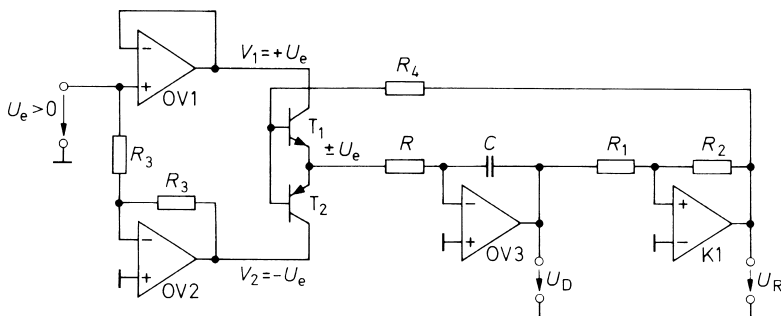 V₁=+Uₑ
R₄
OV1
T₁
Uₑ>0
±Uₑ
R
C
R₁
R₂
R₃
R₃
T₂
OV3
K1
OV2
V₂=−Uₑ
U_D
U_R